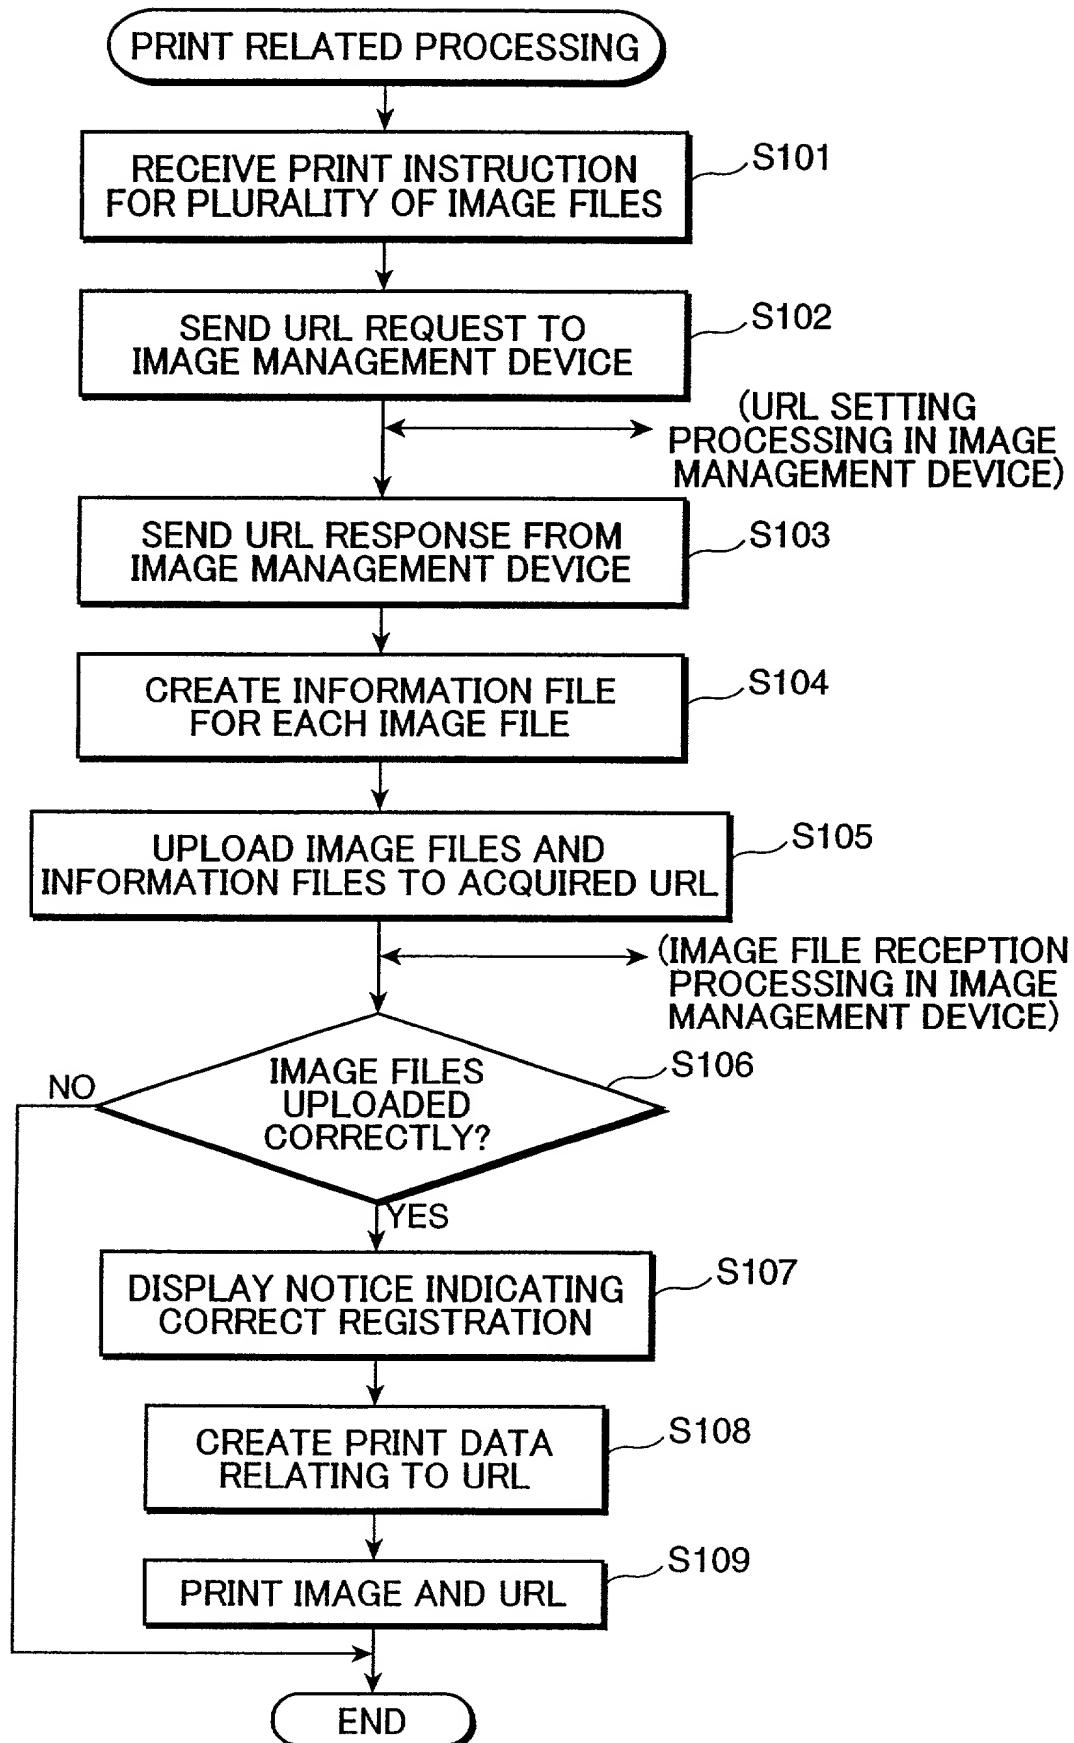 PRINT RELATED PROCESSING
RECEIVE PRINT INSTRUCTION
FOR PLURALITY OF IMAGE FILES
S101
SEND URL REQUEST TO
IMAGE MANAGEMENT DEVICE
S102
(URL SETTING
PROCESSING IN IMAGE
MANAGEMENT DEVICE)
SEND URL RESPONSE FROM
IMAGE MANAGEMENT DEVICE
S103
CREATE INFORMATION FILE
FOR EACH IMAGE FILE
S104
UPLOAD IMAGE FILES AND
INFORMATION FILES TO ACQUIRED URL
S105
(IMAGE FILE RECEPTION
PROCESSING IN IMAGE
MANAGEMENT DEVICE)
IMAGE FILES
UPLOADED
CORRECTLY?
S106
NO
YES
DISPLAY NOTICE INDICATING
CORRECT REGISTRATION
S107
CREATE PRINT DATA
RELATING TO URL
S108
PRINT IMAGE AND URL
S109
END